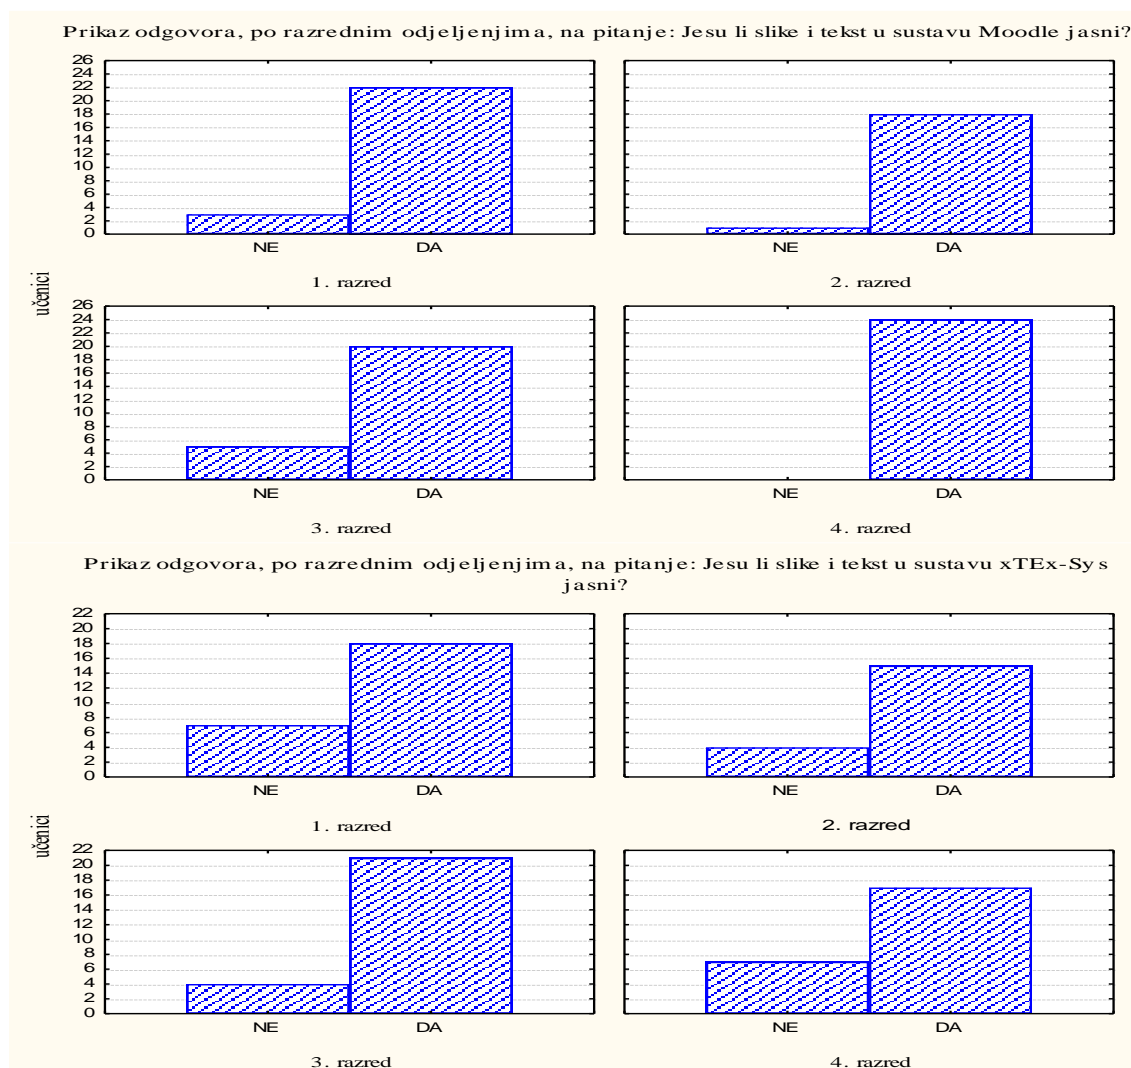 Prikaz odgovora, po razrednim odjeljenjima, na pitanje: Jesu li slike i tekst u sustavu Moodle jasni?
26
24
22
20
18
16
14
12
10
8
6
4
2
0
NE DA
NE DA
1. razred
2. razred
učenici
26
24
22
20
18
16
14
12
10
8
6
4
2
0
NE DA
NE DA
3. razred
4. razred
Prikaz odgovora, po razrednim odjeljenjima, na pitanje: Jesu li slike i tekst u sustavu xTEx-Sys
jasni?
22
20
18
16
14
12
10
8
6
4
2
0
NE DA
NE DA
1. razred
2. razred
učenici
22
20
18
16
14
12
10
8
6
4
2
0
NE DA
NE DA
3. razred
4. razred